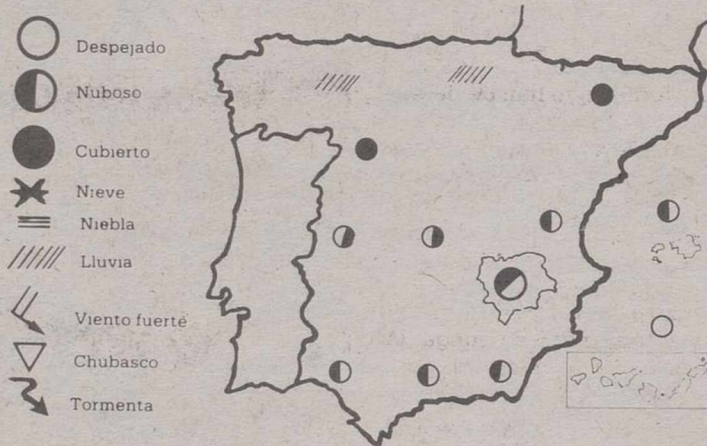 Despejado
Nuboso
Cubierto
Nieve
Niebla
Lluvia
Viento fuerte
Chubasco
Tormenta